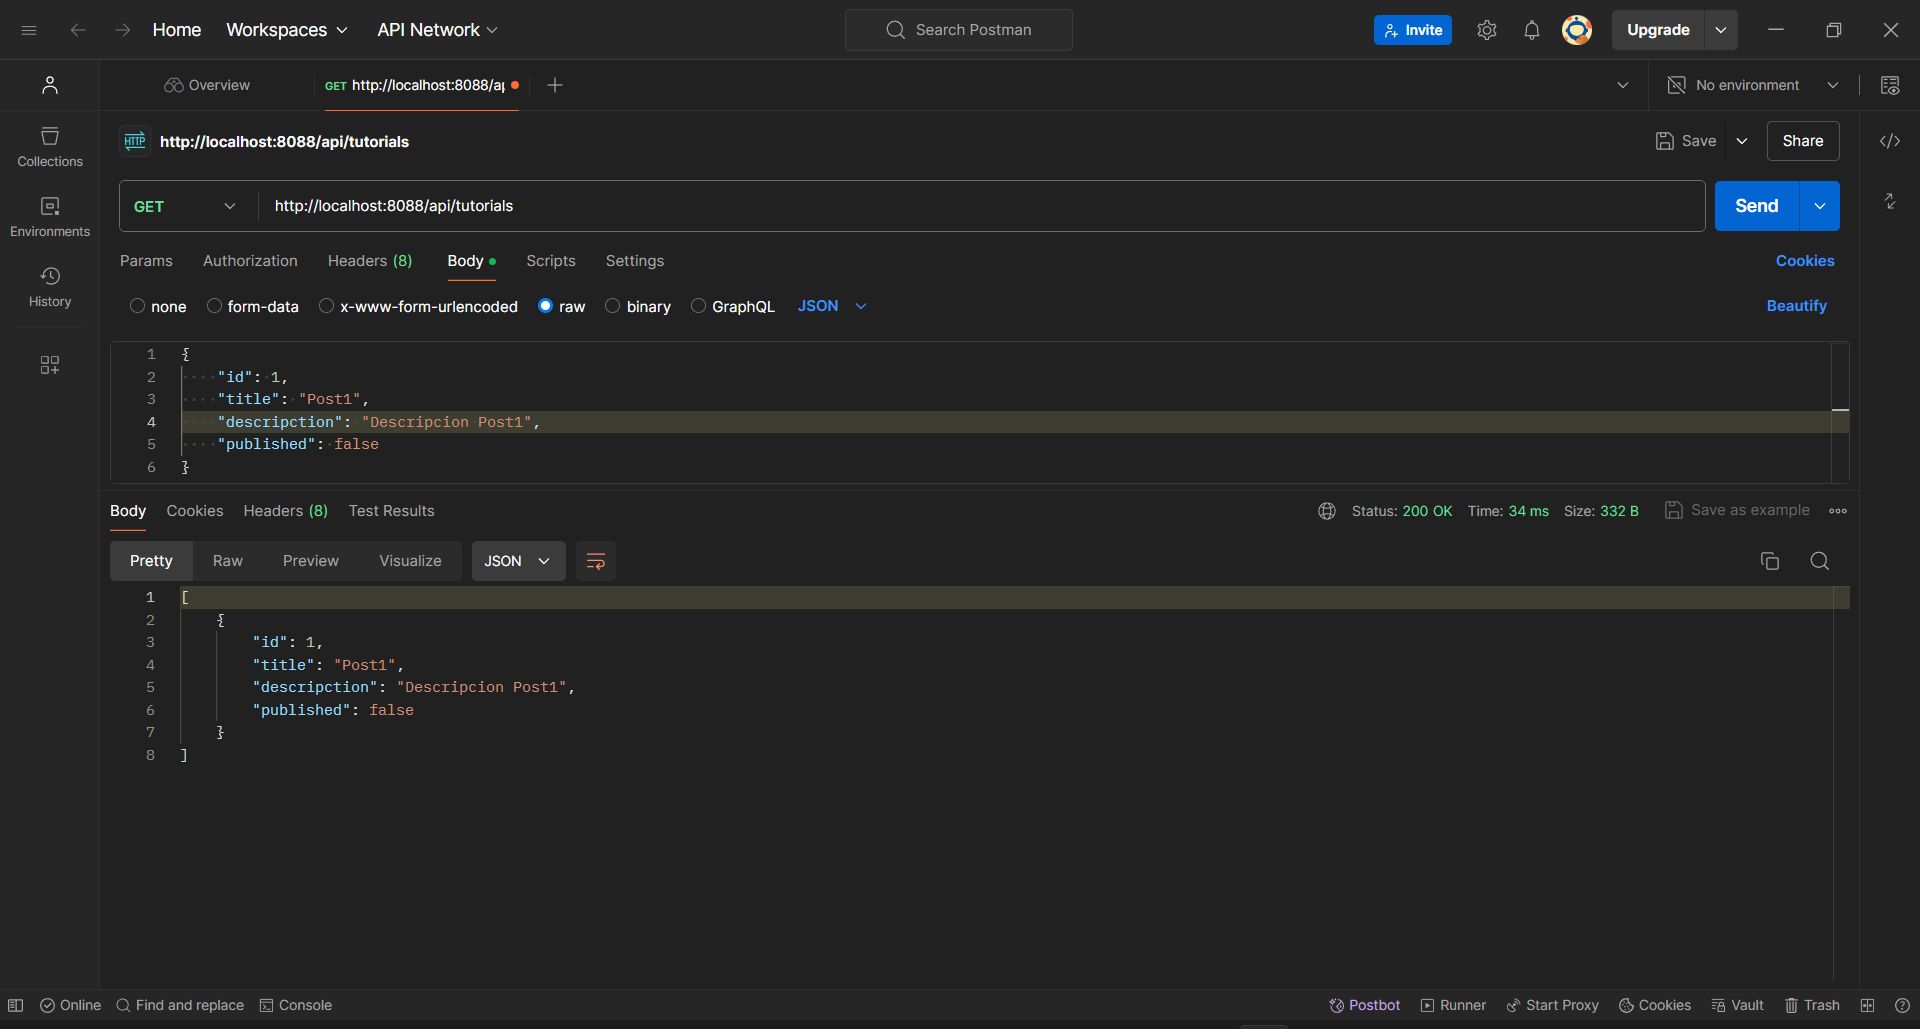 Home Workspaces API Network Search Postman Invite Upgrade
Overview GET http://localhost:8088/ap No environment
HTTP http://localhost:8088/api/tutorials Save Share
Collections
GET http://localhost:8088/api/tutorials Send
Environments
Params Authorization Headers (8) Body Scripts Settings Cookies
History
none form-data x-www-form-urlencoded raw binary GraphQL JSON Beautify
1 {
2 "id": 1,
3 "title": "Post1",
4 "descripction": "Descripcion Post1",
5 "published": false
6 }
Body Cookies Headers (8) Test Results Status: 200 OK Time: 34 ms Size: 332 B Save as example
Pretty Raw Preview Visualize JSON
1 [
2 {
3 "id": 1,
4 "title": "Post1",
5 "descripction": "Descripcion Post1",
6 "published": false
7 }
8 ]
Online Find and replace Console Postbot Runner Start Proxy Cookies Vault Trash